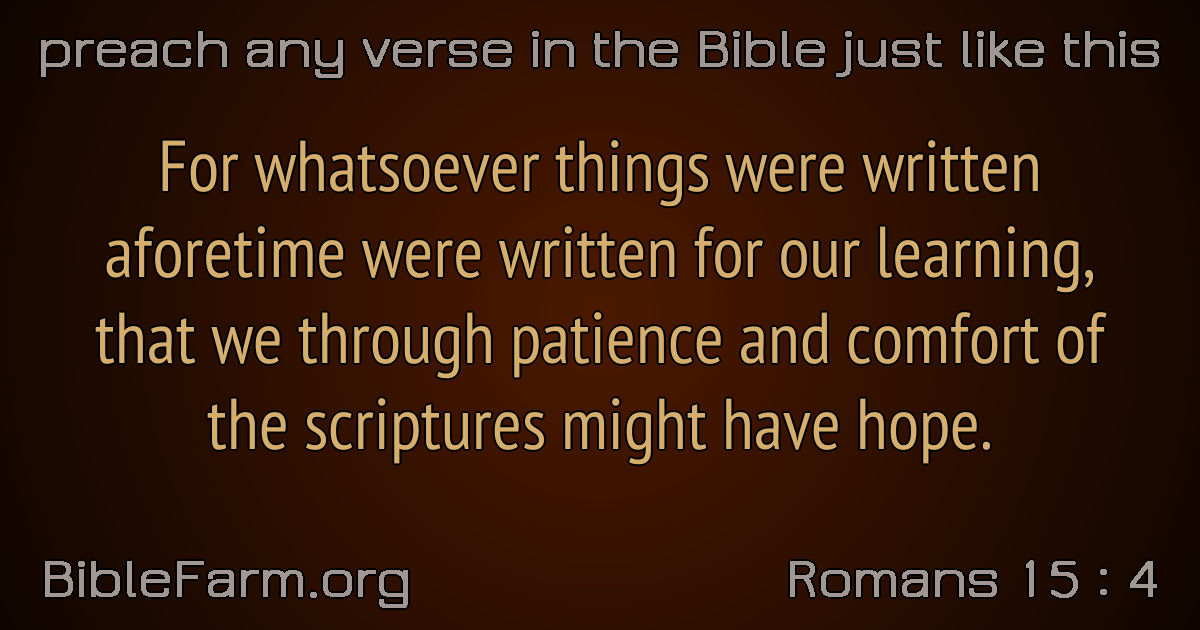 preach any verse in the Bible just like this
For whatsoever things were written
aforetime were written for our learning,
that we through patience and comfort of
the scriptures might have hope.
BibleFarm.org
Romans 15 : 4